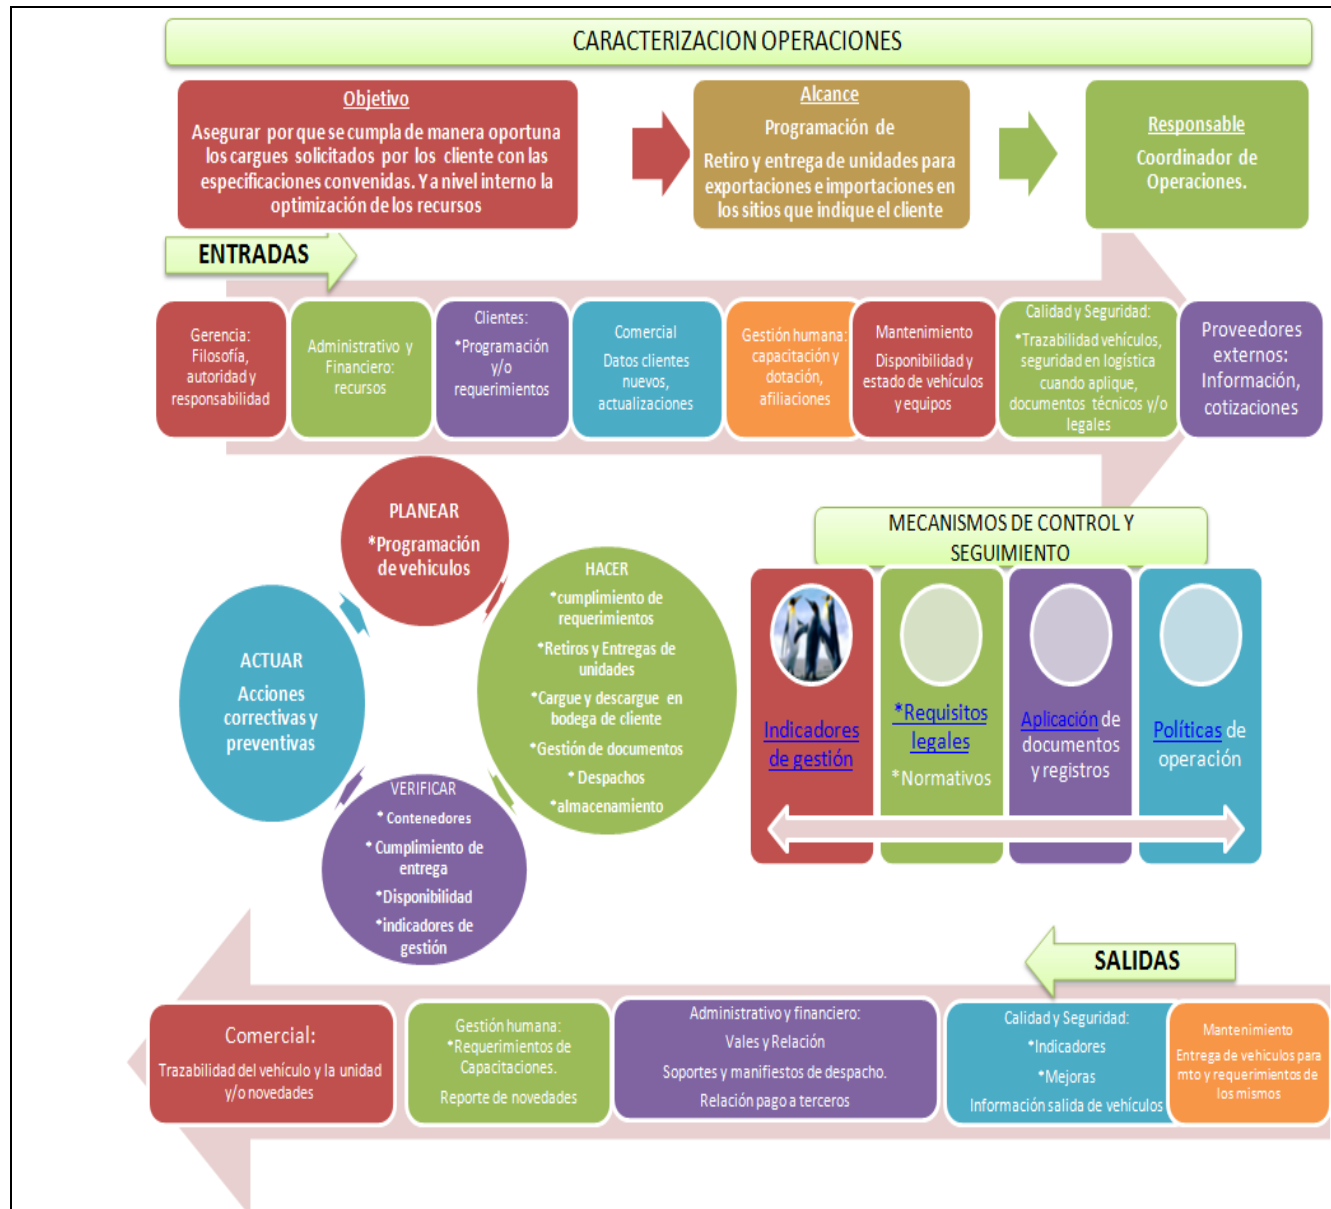 CARACTERIZACION OPERACIONES
Objetivo
Asegurar por que se cumpla de manera oportuna
los cargues solicitados por los cliente con las
especificaciones convenidas. Y a nivel interno la
optimización de los recursos
Alcance
Programación de
Retiro y entrega de unidades para
exportaciones e importaciones en
los sitios que indique el cliente
Responsable
Coordinador de
Operaciones.
ENTRADAS
Gerencia:
Filosofía,
autoridad y
responsabilidad
Administrativo y
Financiero:
recursos
Clientes:
*Programación
y/o
requerimientos
Comercial
Datos clientes
nuevos,
actualizaciones
Gestión humana:
capacitación y
dotación,
afiliaciones
Mantenimiento
Disponibilidad y
estado de vehículos
y equipos
Calidad y Seguridad:
*Trazabilidad vehículos,
seguridad en logística
cuando aplique,
documentos técnicos y/o
legales
Proveedores
externos:
Información,
cotizaciones
PLANEAR
*Programación
de vehiculos
HACER
*cumplimiento de
requerimientos
*Retiros y Entregas de
unidades
*Cargue y descargue en
bodega de cliente
*Gestión de documentos
* Despachos
*almacenamiento
ACTUAR
Acciones
correctivas y
preventivas
VERIFICAR
* Contenedores
* Cumplimiento de
entrega
*Disponibilidad
*indicadores de
gestión
MECANISMOS DE CONTROL Y
SEGUIMIENTO
Indicadores
de gestión
*Requisitos
legales
*Normativos
Aplicación de
documentos
y registros
Políticas de
operación
SALIDAS
Comercial:
Trazabilidad del vehículo y la unidad
y/o novedades
Gestión humana:
*Requerimientos de
Capacitaciones.
Reporte de novedades
Administrativo y financiero:
Vales y Relación
Soportes y manifiestos de despacho.
Relación pago a terceros
Calidad y Seguridad:
*Indicadores
*Mejoras
Información salida de vehículos
Mantenimiento
Entrega de vehiculos para
mto y requerimientos de
los mismos